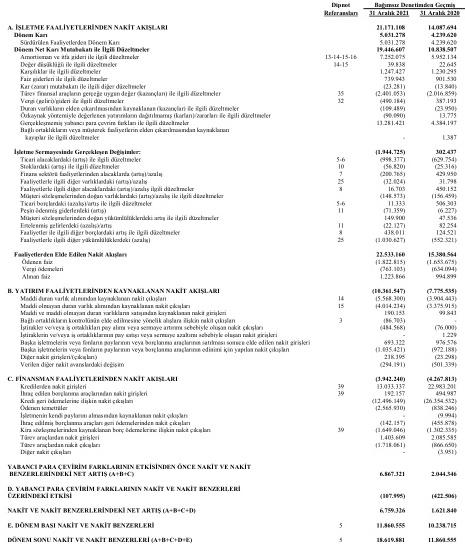 Dipnot Bağımsız Denetimden Geçmiş
Referansları 31 Aralık 2021 31 Aralık 2020
A. İŞLETME FAALİYETLERİNDEN NAKİT AKIŞLARI 21.171.108 14.087.694
Dönem Karı 5.031.278 4.239.620
Sürdürülen Faaliyetlerden Dönem Karı 5.031.278 4.239.620
Dönem Net Karı Mutabakatı ile İlgili Düzeltmeler 19.446.607 10.838.507
Amortisman ve itfa gideri ile ilgili düzeltmeler 13-14-15-16 7.252.075 5.952.134
Değer düşüklüğü ile ilgili düzeltmeler 14-15 39.838 22.645
Karşılıklar ile ilgili düzeltmeler 1.247.427 1.230.295
Faiz giderleri ile ilgili düzeltmeler 739.943 901.530
Kar (zarar) mutabakatı ile ilgili diğer düzeltmeler (23.281) (13.840)
Türev finansal araçların gerçeğe uygun değer (kazançları) ile ilgili düzeltmeler 35 (2.401.053) (2.016.859)
Vergi (geliri)/gideri ile ilgili düzeltmeler 32 (490.184) 387.193
Duran varlıkların elden çıkarılmasından kaynaklanan (kazançlar) ile ilgili düzeltmeler (109.489) (23.950)
Özkaynak yöntemiyle değerlenen yatırımların dağıtılmamış (karları)/zararları ile ilgili düzeltmeler (90.090) 13.775
Gerçekleşmemiş yabancı para çevrim farkları ile ilgili düzeltmeler 13.281.421 4.384.197
Bağlı ortaklıkların veya müşterek faaliyetlerin elden çıkarılmasından kaynaklanan
kayıplar ile ilgili düzeltmeler - 1.387
İşletme Sermayesinde Gerçekleşen Değişimler: (1.944.725) 302.437
Ticari alacaklardaki (artış) ile ilgili düzeltmeler 5-6 (998.377) (629.754)
Stoklardaki (artış) ile ilgili düzeltmeler 10 (56.820) (25.316)
Finans sektörü faaliyetlerinden alacaklarda (artış)/azalış 7 (200.765) 429.950
Faaliyetlerle ilgili diğer varlıklardaki (artış)/azalış 25 (32.024) 31.798
Faaliyetlerle ilgili diğer alacaklardaki (artış)/azalış ilgili düzeltmeler 8 16.703 450.152
Müşteri sözleşmelerinden doğan varlıklardaki (artış)/azalış ile ilgili düzeltmeler (148.573) (156.459)
Ticari borçlardaki (azalış)/artış ile ilgili düzeltmeler 5-6 11.333 506.303
Peşin ödenmiş giderlerdeki (artış) 11 (71.359) (6.227)
Müşteri sözleşmelerinden doğan yükümlülüklerdeki artış ile ilgili düzeltmeler 149.900 47.536
Ertelenmiş gelirlerdeki (azalış)/artış 11 (22.127) 82.254
Faaliyetler ile ilgili diğer borçlardaki artış ile ilgili düzeltmeler 8 438.011 124.521
Faaliyetlerle ilgili diğer yükümlülüklerdeki (azalış) 25 (1.030.627) (552.321)
Faaliyetlerden Elde Edilen Nakit Akışları 22.533.160 15.380.564
Ödenen faiz (1.822.815) (1.653.675)
Vergi ödemeleri (763.103) (634.094)
Alınan faiz 1.223.866 994.899
B. YATIRIM FAALİYETLERİNDEN KAYNAKLANAN NAKİT AKIŞLARI (10.361.547) (7.775.535)
Maddi duran varlık alımından kaynaklanan nakit çıkışları 14 (5.568.300) (3.904.443)
Maddi olmayan duran varlık alımından kaynaklanan nakit çıkışları 15 (4.014.234) (3.375.915)
Maddi ve maddi olmayan duran varlıkların satışından kaynaklanan nakit girişleri 190.153 99.843
Bağlı ortaklıkların kontrolünün elde edilmesine yönelik alışlara ilişkin nakit çıkışları 3 (86.703) -
İştirakler ve/veya iş ortaklıkları pay alımı veya sermaye artırımı sebebiyle oluşan nakit çıkışları (484.568) (76.000)
İştiraklerin ve/veya iş ortaklıklarının pay satışı veya sermaye azaltımı sebebiyle oluşan nakit girişleri - 1.229
Başka işletmelerin veya fonların paylarının veya borçlanma araçlarının satılması sonucu elde edilen nakit girişleri 693.322 976.576
Başka işletmelerin veya fonların paylarının veya borçlanma araçlarının edinimi için yapılan nakit çıkışları (1.035.421) (972.188)
Diğer nakit girişleri/(çıkışları) 218.395 (23.298)
Verilen diğer nakit avanslardaki değişim (294.191) (501.339)
C. FİNANSMAN FAALİYETLERİNDEN NAKİT AKIŞLARI (3.942.240) (4.267.813)
Kredilerden nakit girişleri 39 13.033.337 22.983.201
İhraç edilen borçlanma araçlarından nakit girişleri 39 192.157 494.987
Kredi geri ödemelerine ilişkin nakit çıkışları (12.496.149) (26.354.532)
Ödenen temettüler (2.565.930) (838.246)
İşletmenin kendi paylarını almasından kaynaklanan nakit çıkışları - (9.994)
İhraç edilmiş borçlanma araçları geri ödemelerinden nakit çıkışları (142.157) (455.878)
Kira sözleşmelerinden kaynaklanan borç ödemelerine ilişkin nakit çıkışları 39 (1.649.046) (1.302.335)
Türev araçlardan nakit girişleri 1.403.609 2.085.585
Türev araçlardan nakit çıkışları (1.718.061) (866.650)
Diğer nakit çıkışları - (3.951)
YABANCI PARA ÇEVRİM FARKLARININ ETKİSİNDEN ÖNCE NAKİT VE NAKİT
BENZERLERİNDEKİ NET ARTIŞ (A+B+C) 6.867.321 2.044.346
D. YABANCI PARA ÇEVRİM FARKLARININ NAKİT VE NAKİT BENZERLERİ
ÜZERİNDEKİ ETKİSİ (107.995) (422.506)
NAKİT VE NAKİT BENZERLERİNDEKİ NET ARTIŞ (A+B+C+D) 6.759.326 1.621.840
E. DÖNEM BAŞI NAKİT VE NAKİT BENZERLERİ 5 11.860.555 10.238.715
DÖNEM SONU NAKİT VE NAKİT BENZERLERİ (A+B+C+D+E) 5 18.619.881 11.860.555